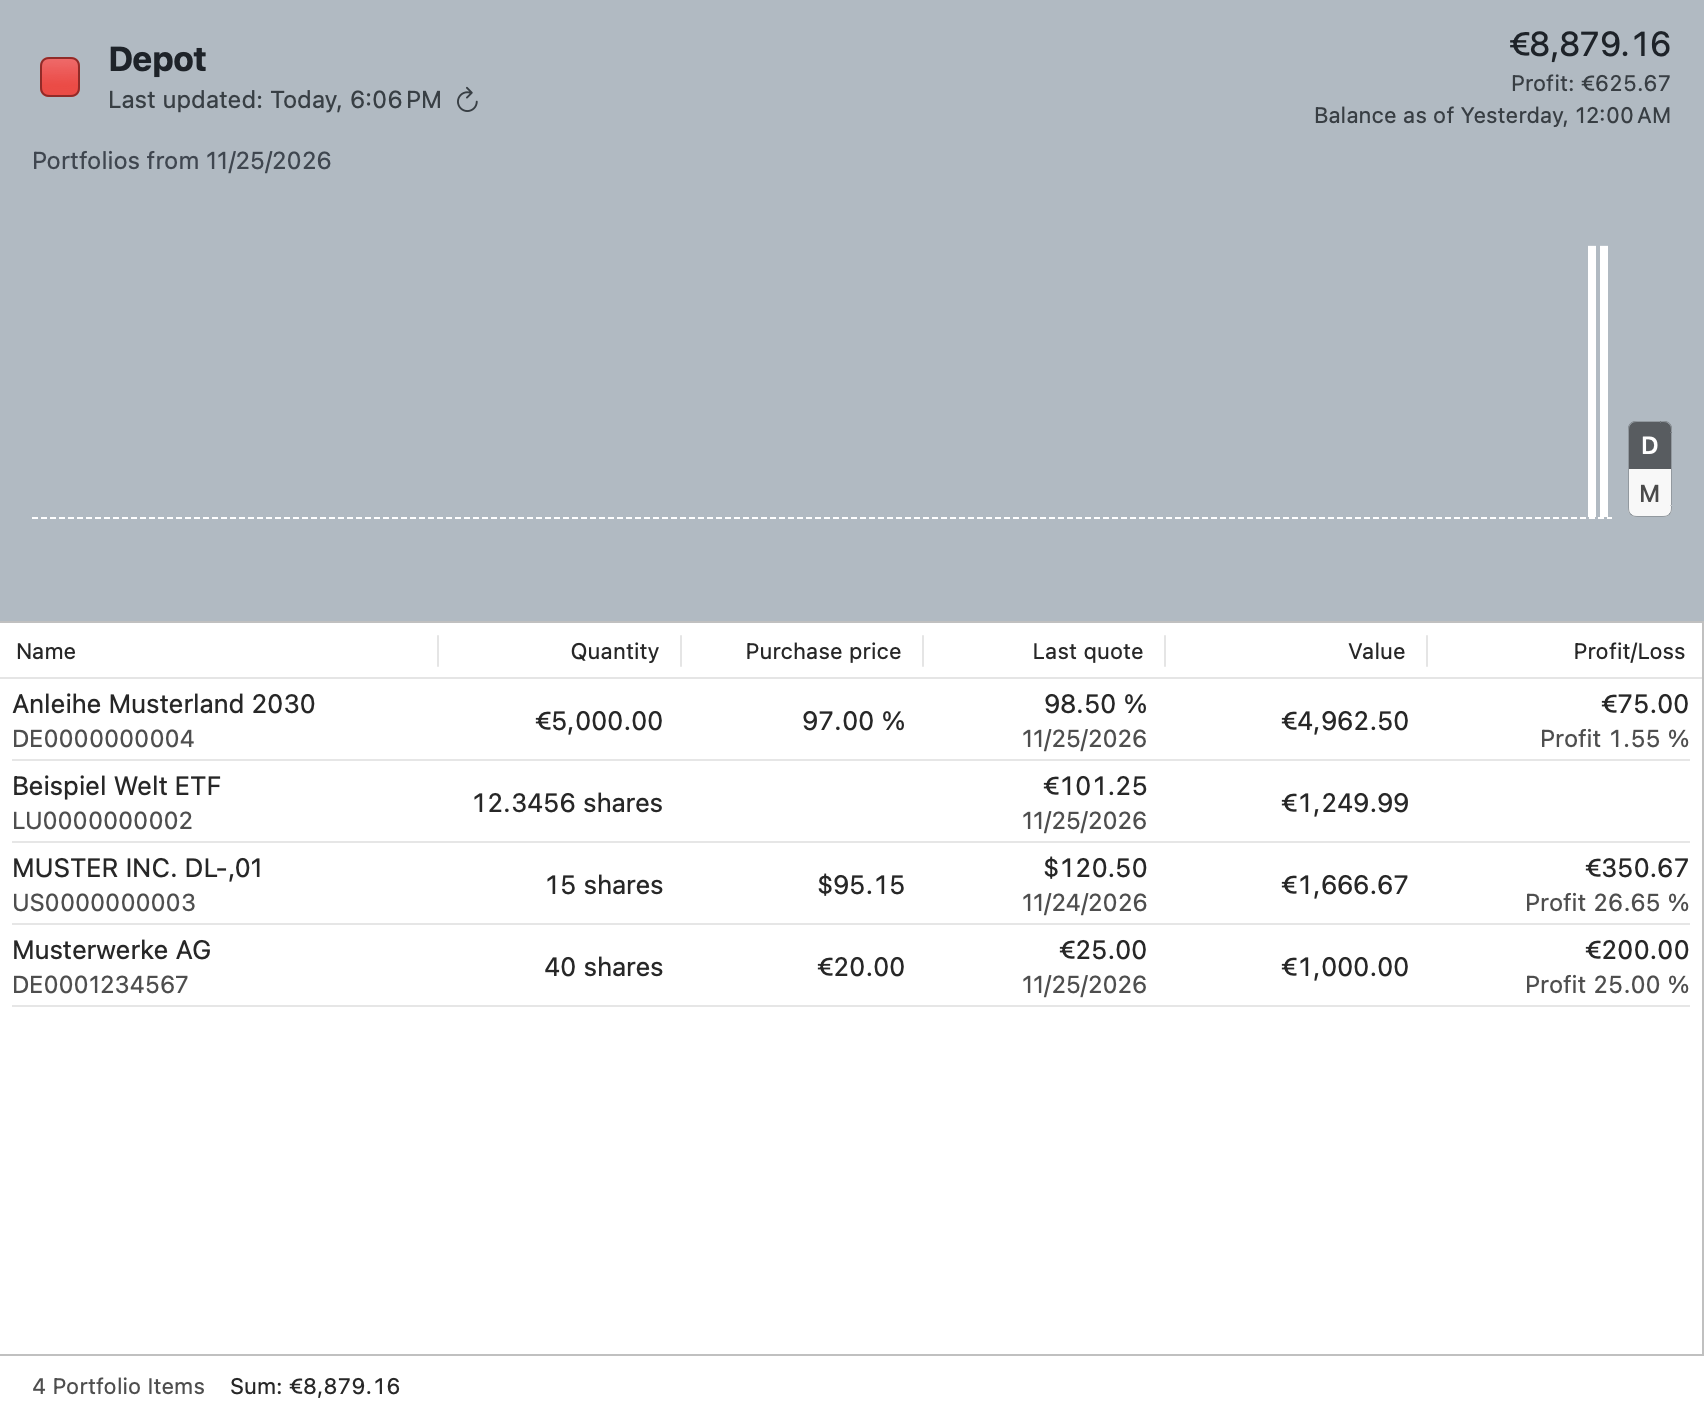 Depot
Last updated: Today, 6:06 PM
€8,879.16
Profit: €625.67
Balance as of Yesterday, 12:00 AM
Portfolios from 11/25/2026
D
M
Name Quantity Purchase price Last quote Value Profit/Loss
Anleihe Musterland 2030 €5,000.00 97.00 % 98.50 % €4,962.50 €75.00
DE0000000004 11/25/2026 Profit 1.55 %
Beispiel Welt ETF 12.3456 shares €101.25 €1,249.99
LU0000000002 11/25/2026
MUSTER INC. DL-,01 15 shares $95.15 $120.50 €1,666.67 €350.67
US0000000003 11/24/2026 Profit 26.65 %
Musterwerke AG 40 shares €20.00 €25.00 €1,000.00 €200.00
DE0001234567 11/25/2026 Profit 25.00 %
4 Portfolio Items Sum: €8,879.16